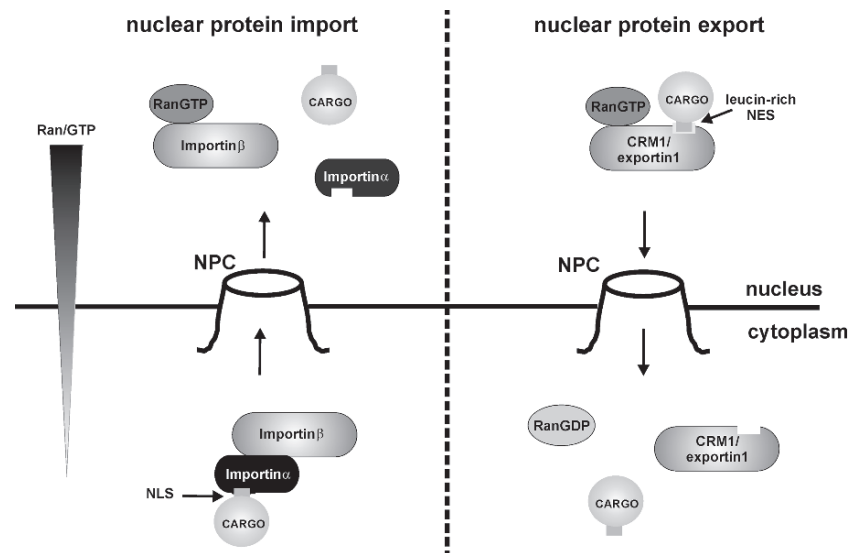 nuclear protein import
nuclear protein export
RanGTP
CARGO
Importinβ
Importinα
Ran/GTP
NPC
RanGTP
CARGO
leucin-rich
NES
CRM1/
exportin1
NPC
nucleus
cytoplasm
Importinβ
Importinα
NLS
CARGO
RanGDP
CRM1/
exportin1
CARGO